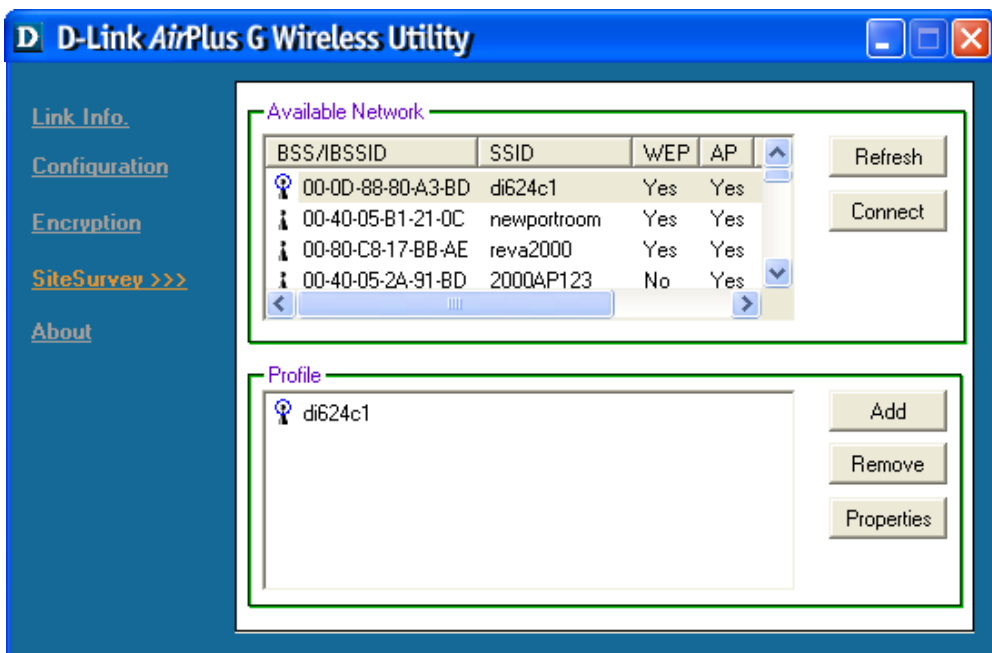 D D-Link AirPlus G Wireless Utility
Link Info.
Configuration
Encryption
SiteSurvey >>>
About
Available Network
BSS/IBSSID SSID WEP AP
00-0D-88-80-A3-BD di624c1 Yes Yes
00-40-05-B1-21-0C newportroom Yes Yes
00-80-C8-17-BB-AE reva2000 Yes Yes
00-40-05-2A-91-BD 2000AP123 No Yes
Refresh
Connect
Profile
di624c1
Add
Remove
Properties